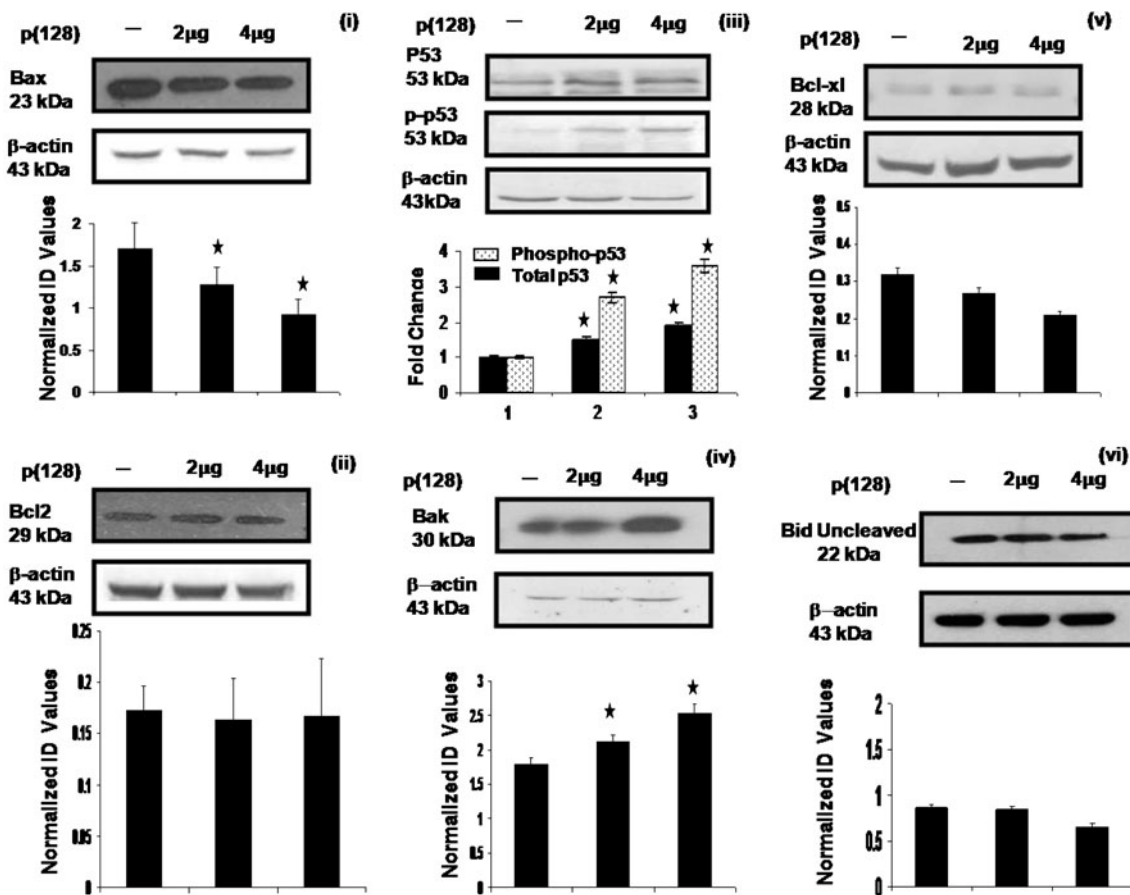 (i)
p(128) — 2µg 4µg
Bax
23 kDa
β-actin
43 kDa
Normalized ID Values
2
1.5
1
0.5
0
★ ★
(iii)
p(128) — 2µg 4µg
P53
53 kDa
p-p53
53 kDa
β-actin
43kDa
Fold Change
4
3
2
1
0
Phospho-p53
Total p53
★ ★ ★ ★
1 2 3
(v)
p(128) — 2µg 4µg
Bcl-xl
28 kDa
β-actin
43 kDa
Normalized ID Values
0.5
0.4
0.3
0.2
0.1
0
(ii)
p(128) — 2µg 4µg
Bcl2
29 kDa
β-actin
43 kDa
Normalized ID Values
0.25
0.2
0.15
0.1
0.05
0
(iv)
p(128) — 2µg 4µg
Bak
30 kDa
β–actin
43 kDa
Normalized ID Values
3
2.5
2
1.5
1
0.5
0
★ ★
(vi)
p(128) — 2µg 4µg
Bid Uncleaved
22 kDa
β–actin
43 kDa
Normalized ID Values
2
1.5
1
0.5
0